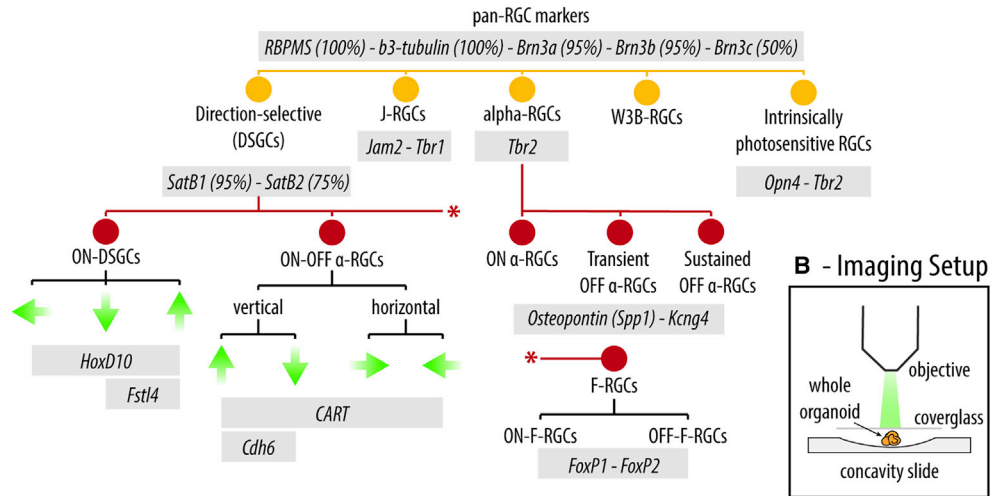 pan-RGC markers
RBPMS (100%) - b3-tubulin (100%) - Brn3a (95%) - Brn3b (95%) - Brn3c (50%)
Direction-selective
(DSGCs)
J-RGCs
alpha-RGCs
W3B-RGCs
Intrinsically
photosensitive RGCs
Jam2 - Tbr1
Tbr2
Opn4 - Tbr2
SatB1 (95%) - SatB2 (75%)
*
ON-DSGCs
ON-OFF α-RGCs
ON α-RGCs
Transient
OFF α-RGCs
Sustained
OFF α-RGCs
vertical
horizontal
Osteopontin (Spp1) - Kcng4
HoxD10
Fstl4
CART
Cdh6
*
F-RGCs
ON-F-RGCs
OFF-F-RGCs
FoxP1 - FoxP2
B - Imaging Setup
objective
whole
organoid
coverglass
concavity slide